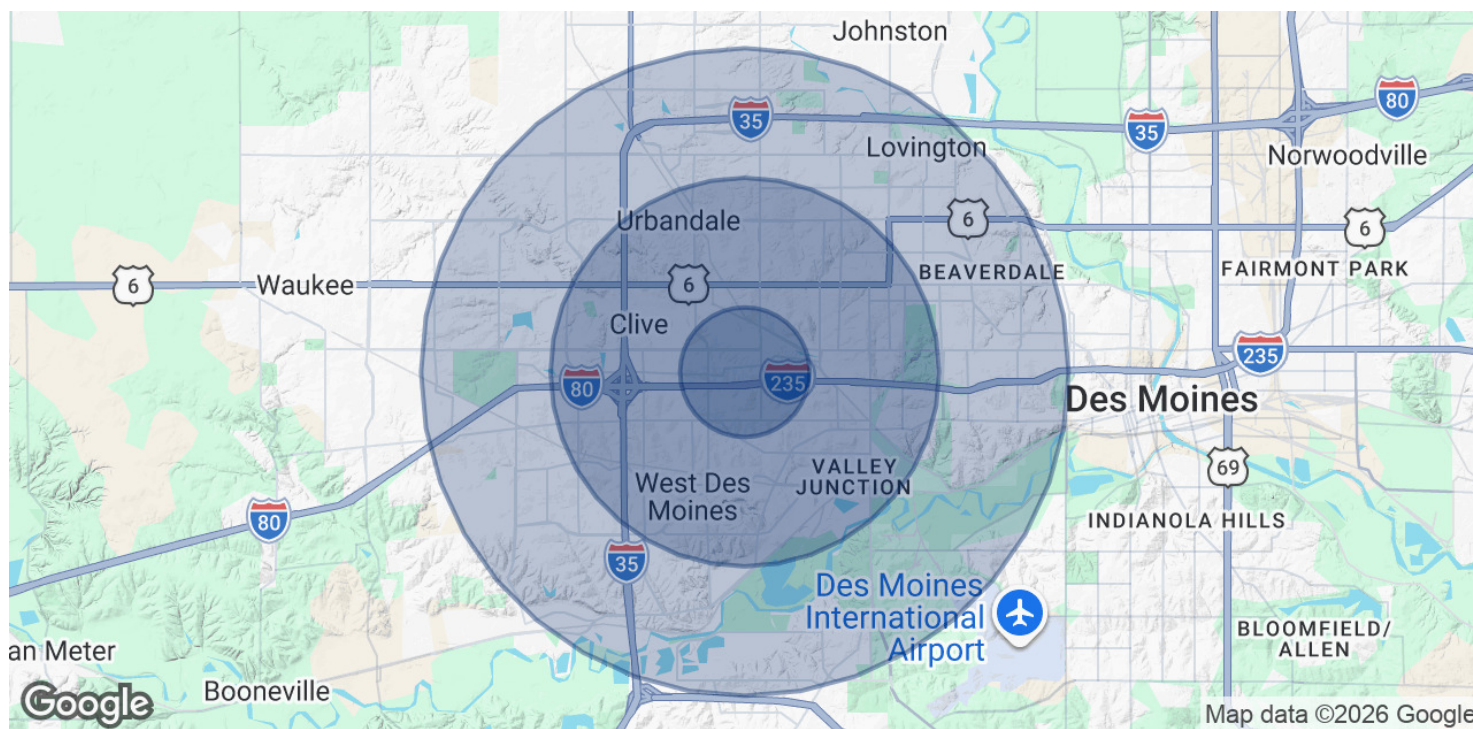 Johnston
80
35
35
Lovington
Norwoodville
Urbandale
6
6
BEAVERDALE
FAIRMONT PARK
6
Waukee
6
Clive
235
80
235
Des Moines
VALLEY
JUNCTION
69
West Des
Moines
80
INDIANOLA HILLS
35
Des Moines
International
Airport
BLOOMFIELD/
ALLEN
an Meter
Booneville
Google
Map data ©2026 Google